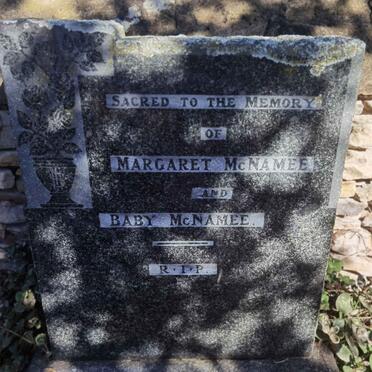 SACRED TO THE MEMORY
OF
MARGARET MCNAMEE
AND
BABY MCNAMEE.
R·I·P.